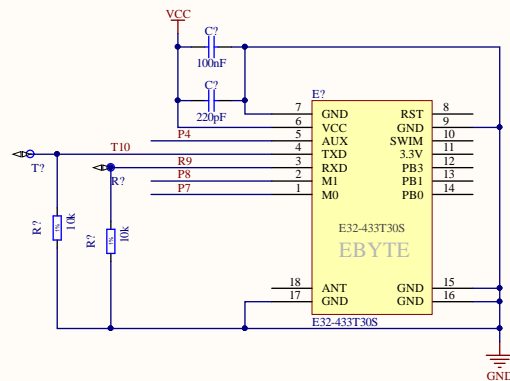 VCC
C?
100nF
C?
220pF
E?
7 GND RST 8
6 VCC GND 9
P4 5 AUX SWIM 10
T10 4 TXD 3.3V 11
R9 3 RXD PB3 12
P8 2 M1 PB1 13
P7 1 M0 PB0 14
T?
R?
R? 1% 10k
R? 1% 10k
E32-433T30S
EBYTE
18 ANT GND 15
17 GND GND 16
E32-433T30S
GND